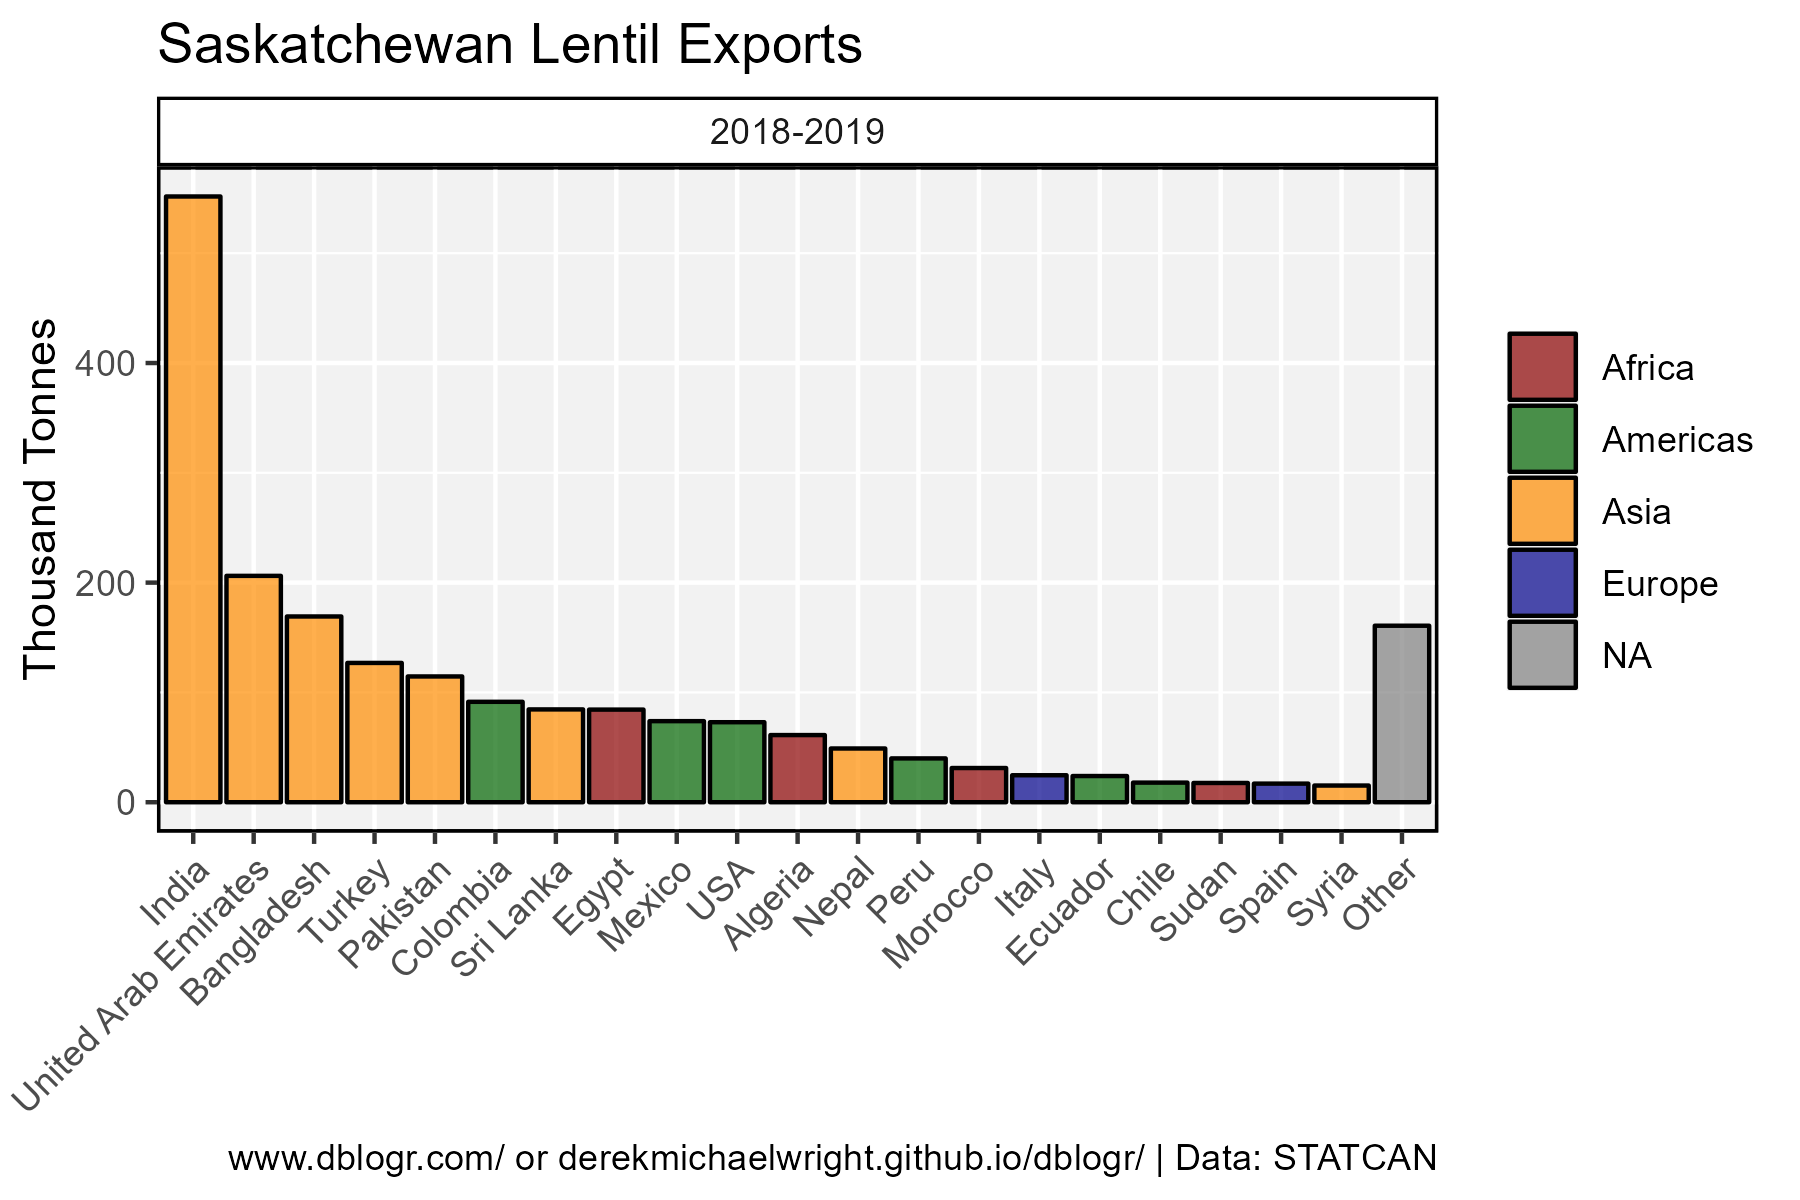 Saskatchewan Lentil Exports
2018-2019
Thousand Tonnes
400
200
0
India
United Arab Emirates
Bangladesh
Turkey
Pakistan
Colombia
Sri Lanka
Egypt
Mexico
USA
Algeria
Nepal
Peru
Morocco
Italy
Ecuador
Chile
Sudan
Spain
Syria
Other
Africa
Americas
Asia
Europe
NA
www.dblogr.com/ or derekmichaelwright.github.io/dblogr/ | Data: STATCAN